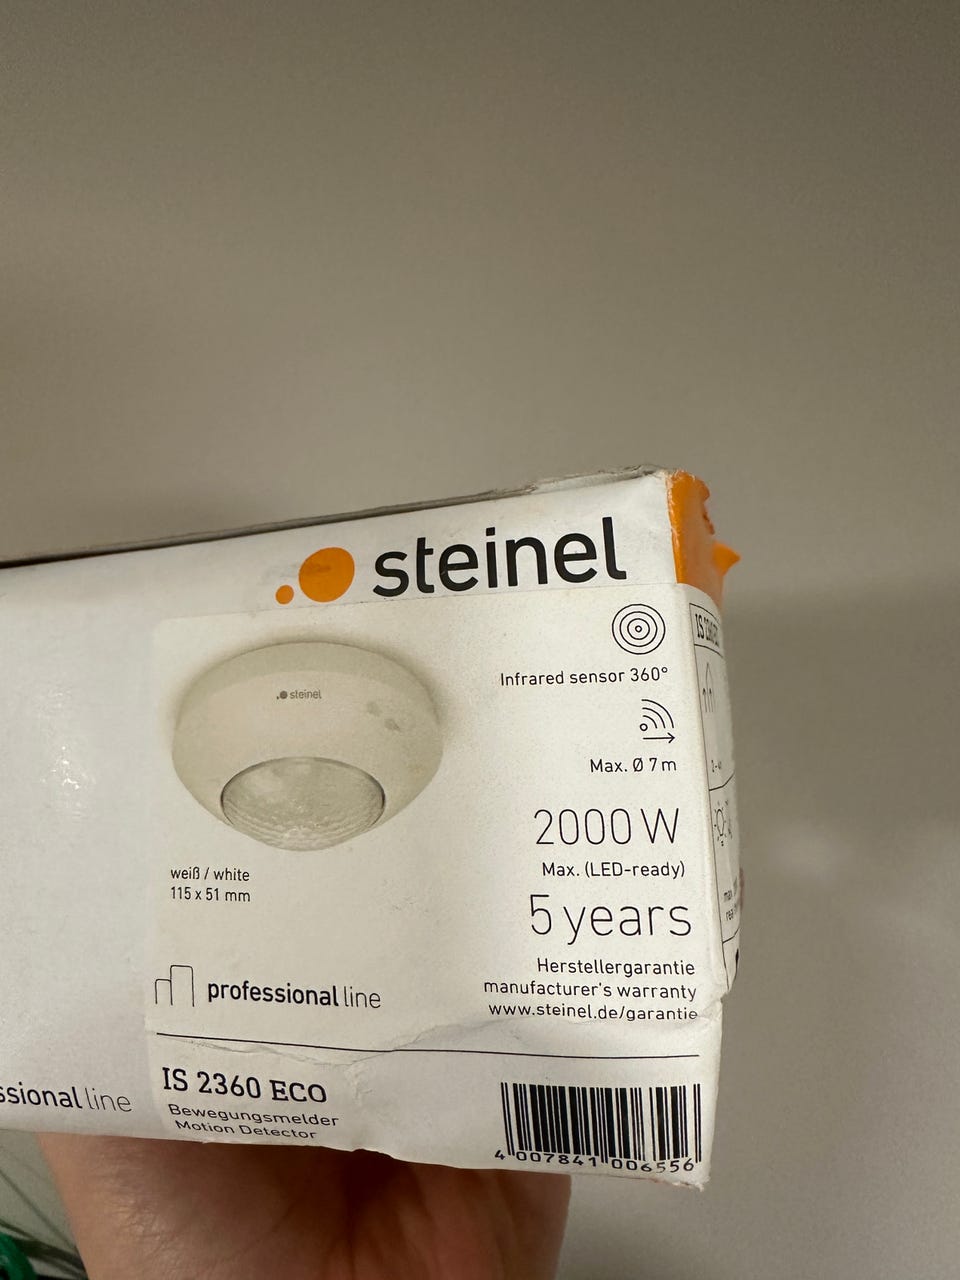 steinel
steinel
Infrared sensor 360°
Max. Ø 7 m
2000 W
Max. (LED-ready)
5 years
Herstellergarantie
manufacturer's warranty
www.steinel.de/garantie
weiß / white
115 x 51 mm
professional line
IS 2360 ECO
Bewegungsmelder
Motion Detector
4 007841 006556
ssional line